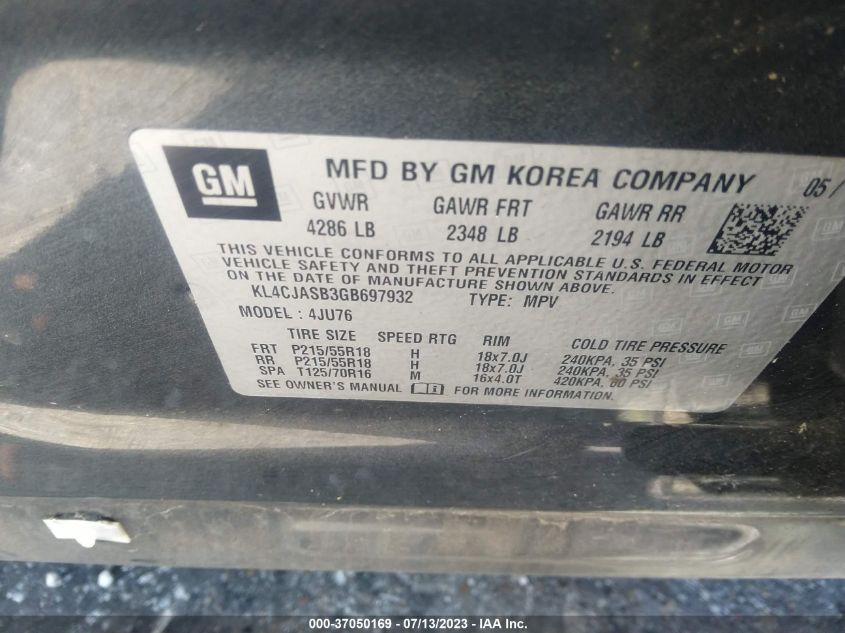 GM
MFD BY GM KOREA COMPANY 05/
GVWR GAWR FRT GAWR RR
4286 LB 2348 LB 2194 LB
THIS VEHICLE CONFORMS TO ALL APPLICABLE U.S. FEDERAL MOTOR
VEHICLE SAFETY AND THEFT PREVENTION STANDARDS IN EFFECT
ON THE DATE OF MANUFACTURE SHOWN ABOVE.
KL4CJASB3GB697932 TYPE: MPV
MODEL : 4JU76
TIRE SIZE SPEED RTG RIM COLD TIRE PRESSURE
FRT P215/55R18 H 18x7.0J 240KPA, 35 PSI
RR P215/55R18 H 18x7.0J 240KPA, 35 PSI
SPA T125/70R16 M 16x4.0T 420KPA, 60 PSI
SEE OWNER'S MANUAL FOR MORE INFORMATION.
000-37050169 - 07/13/2023 - IAA Inc.